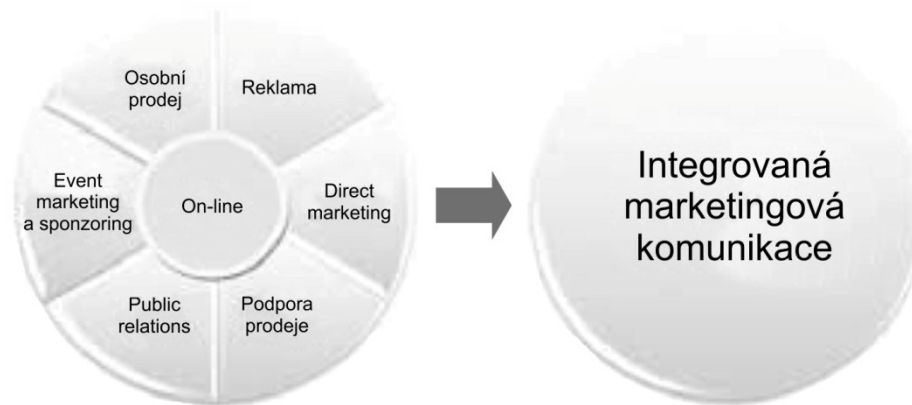 Osobní
prodej
Reklama
Event
marketing
a sponzoring
On-line
Direct
marketing
Public
relations
Podpora
prodeje
Integrovaná
marketingová
komunikace